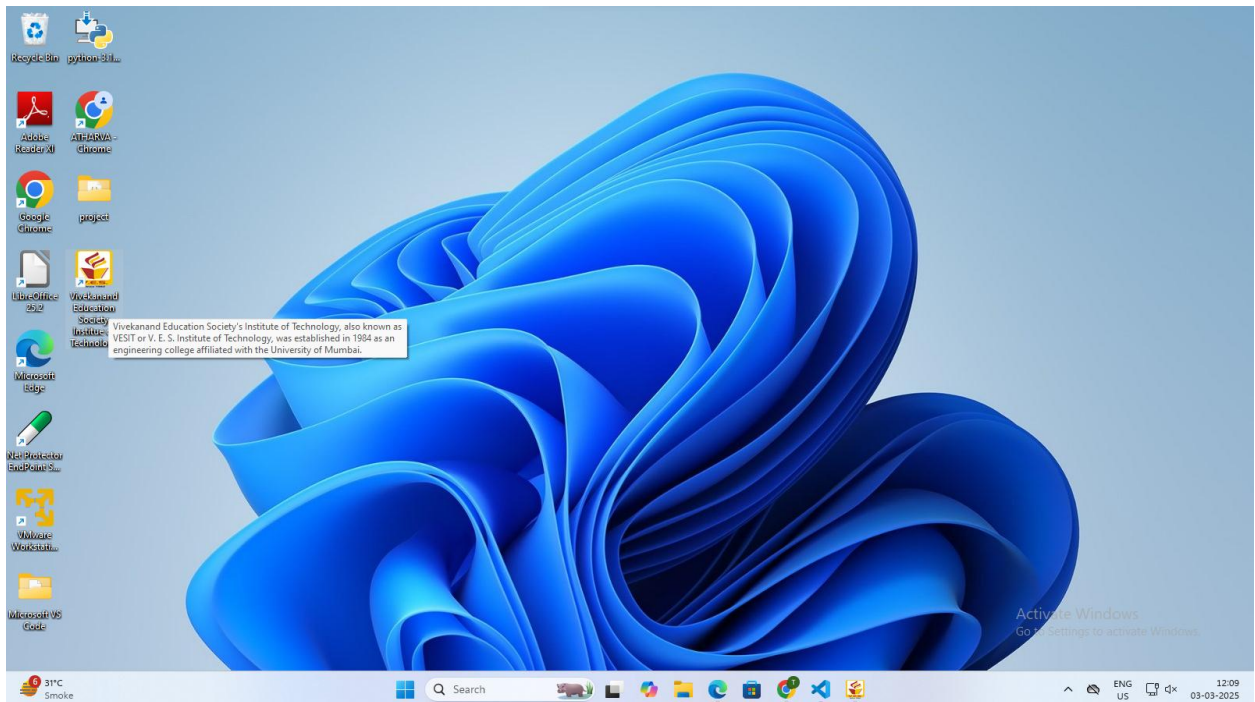 Recycle Bin
python-3.1...
Adobe
Reader XI
ATHARVA -
Chrome
Google
Chrome
project
LibreOffice
25.2
Vivekanand
Education
Society
Institue
Technolo
Vivekanand Education Society's Institute of Technology, also known as
VESIT or V. E. S. Institute of Technology, was established in 1984 as an
engineering college affiliated with the University of Mumbai.
Microsoft
Edge
Net Protector
EndPoint S...
VMware
Workstati...
Microsoft VS
Code
Activate Windows
Go to Settings to activate Windows.
6
31°C
Smoke
Search
T
ENG
US
12:09
03-03-2025